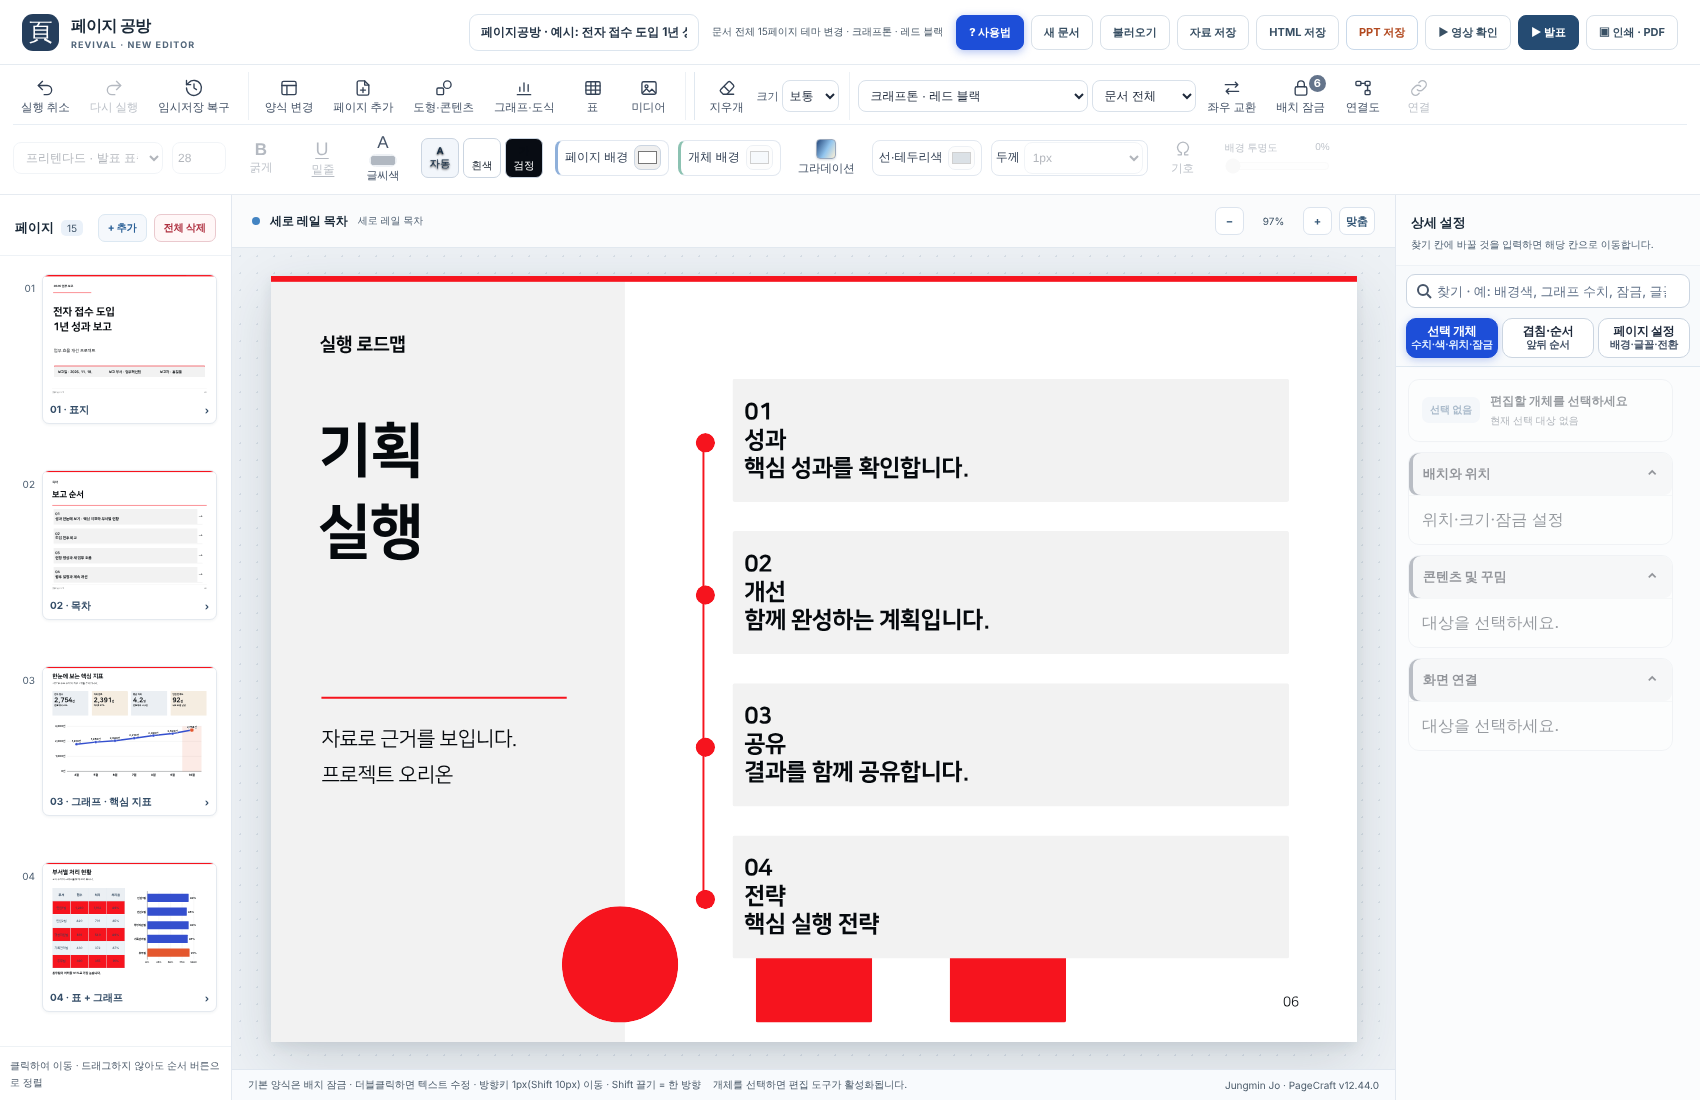 頁 페이지 공방
REVIVAL · NEW EDITOR
페이지공방 · 예시: 전자 접수 도입 1년
문서 전체 15페이지 테마 변경 · 크래프톤 · 레드 블랙
? 사용법
새 문서
불러오기
자료 저장
HTML 저장
PPT 저장
▶ 영상 확인
▶ 발표
▣ 인쇄 · PDF
실행 취소
다시 실행
임시저장 복구
양식 변경
페이지 추가
도형·콘텐츠
그래프·도식
표
미디어
지우개
크기
보통
크래프톤 · 레드 블랙
문서 전체
좌우 교환
6
배치 잠금
연결도
연결
프리텐다드 · 발표 표
28
B
굵게
U
밑줄
A
글씨색
A
자동
흰색
검정
페이지 배경
개체 배경
그라데이션
선·테두리색
두께
1px
Ω
기호
배경 투명도
0%
페이지
15
+ 추가
전체 삭제
세로 레일 목차
세로 레일 목차
−
97%
+
맞춤
01
전자 접수 도입
1년 성과 보고
01 · 표지
›
02
보고 순서
02 · 목차
›
03
한눈에 보는 핵심 지표
2,754
2,391
4.2
92
03 · 그래프 · 핵심 지표
›
04
부서별 처리 현황
04 · 표 + 그래프
›
클릭하여 이동 · 드래그하지 않아도 순서 버튼으
로 정렬
실행 로드맵
기획
실행
자료로 근거를 보입니다.
프로젝트 오리온
01
성과
핵심 성과를 확인합니다.
02
개선
함께 완성하는 계획입니다.
03
공유
결과를 함께 공유합니다.
04
전략
핵심 실행 전략
06
기본 양식은 배치 잠금 · 더블클릭하면 텍스트 수정 · 방향키 1px(Shift 10px) 이동 · Shift 끌기 = 한 방향
개체를 선택하면 편집 도구가 활성화됩니다.
Jungmin Jo · PageCraft v12.44.0
상세 설정
찾기 칸에 바꿀 것을 입력하면 해당 칸으로 이동합니다.
찾기 · 예: 배경색, 그래프 수치, 잠금, 글
선택 개체
수치·색·위치·잠금
겹침·순서
앞뒤 순서
페이지 설정
배경·글꼴·전환
선택 없음
편집할 개체를 선택하세요
현재 선택 대상 없음
배치와 위치
위치·크기·잠금 설정
콘텐츠 및 꾸밈
대상을 선택하세요.
화면 연결
대상을 선택하세요.